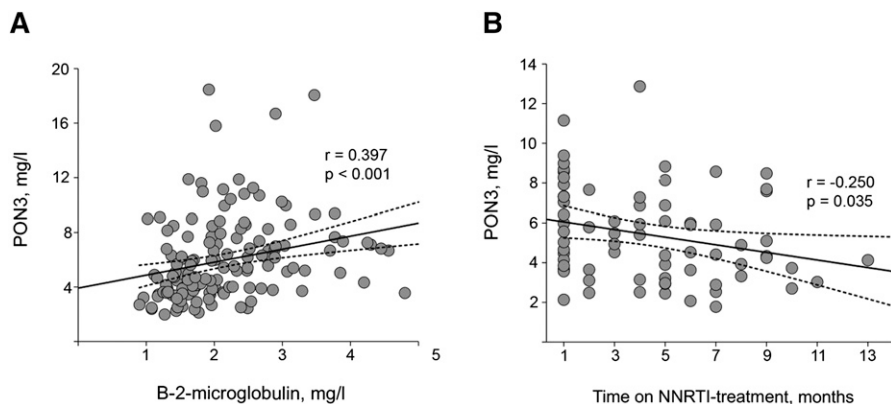 A
PON3, mg/l
20
16
12
8
4
r = 0.397
p < 0.001
1 2 3 4 5
B-2-microglobulin, mg/l
B
PON3, mg/l
14
12
10
8
6
4
2
r = -0.250
p = 0.035
1 3 5 7 9 11 13
Time on NNRTI-treatment, months